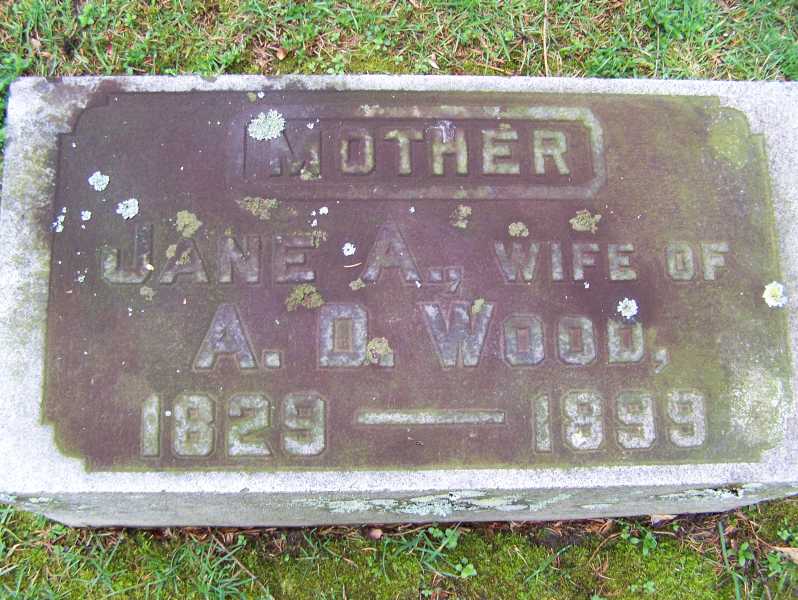 MOTHER
JANE A., WIFE OF
A. D. WOOD,
1829 — 1899